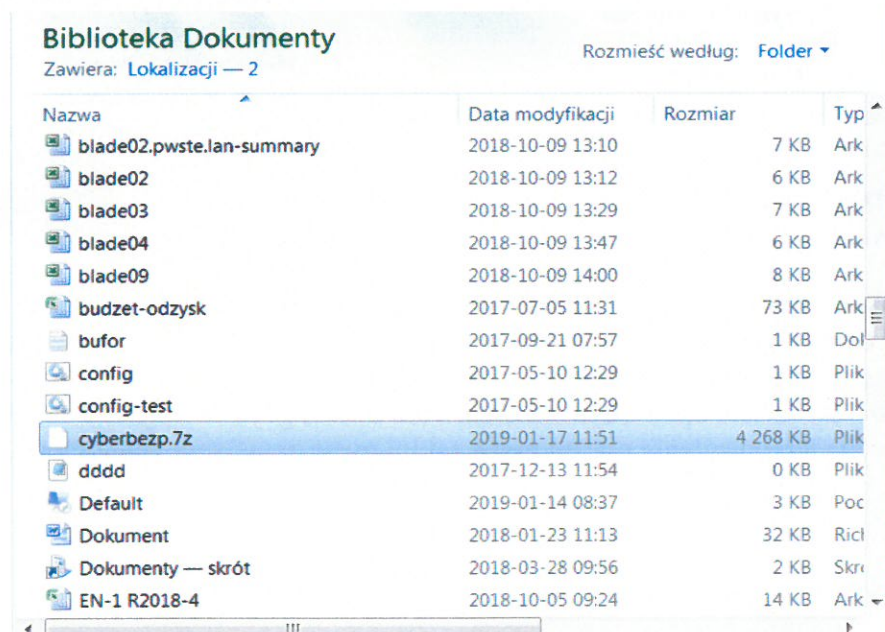 Biblioteka Dokumenty
Zawiera: Lokalizacji — 2
Rozmieść według: Folder
Nazwa Data modyfikacji Rozmiar Typ
blade02.pwste.lan-summary 2018-10-09 13:10 7 KB Ark
blade02 2018-10-09 13:12 6 KB Ark
blade03 2018-10-09 13:29 7 KB Ark
blade04 2018-10-09 13:47 6 KB Ark
blade09 2018-10-09 14:00 8 KB Ark
budzet-odzysk 2017-07-05 11:31 73 KB Ark
bufor 2017-09-21 07:57 1 KB Dol
config 2017-05-10 12:29 1 KB Plik
config-test 2017-05-10 12:29 1 KB Plik
cyberbezp.7z 2019-01-17 11:51 4 268 KB Plik
dddd 2017-12-13 11:54 0 KB Plik
Default 2019-01-14 08:37 3 KB Poc
Dokument 2018-01-23 11:13 32 KB Rich
Dokumenty — skrót 2018-03-28 09:56 2 KB Skró
EN-1 R2018-4 2018-10-05 09:24 14 KB Ark